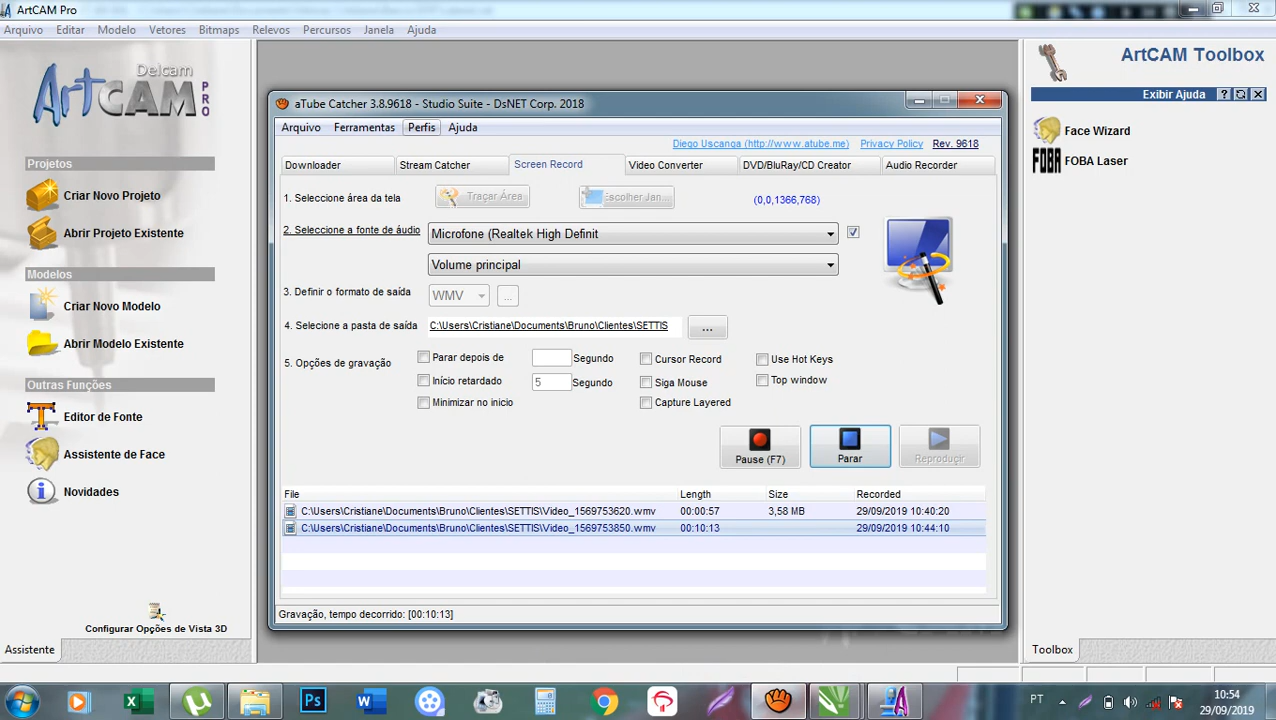 ArtCAM Pro
Arquivo Editar Modelo Vetores Bitmaps Relevos Percursos Janela Ajuda
Delcam
ArtCAM PRO
Projetos
Criar Novo Projeto
Abrir Projeto Existente
Modelos
Criar Novo Modelo
Abrir Modelo Existente
Outras Funções
Editor de Fonte
Assistente de Face
Novidades
Configurar Opções de Vista 3D
Assistente
aTube Catcher 3.8.9618 - Studio Suite - DsNET Corp. 2018
Arquivo Ferramentas Perfis Ajuda
Diego Uscanga (http://www.atube.me) Privacy Policy Rev. 9618
Downloader Stream Catcher Screen Record Video Converter DVD/BluRay/CD Creator Audio Recorder
1. Seleccione área da tela Traçar Área Escolher Jan... (0,0,1366,768)
2. Seleccione a fonte de áudio Microfone (Realtek High Definit
Volume principal
3. Definir o formato de saída WMV ...
4. Selecione a pasta de saída C:\Users\Cristiane\Documents\Bruno\Clientes\SETTIS ...
5. Opções de gravação Parar depois de Segundo Cursor Record Use Hot Keys
Início retardado 5 Segundo Siga Mouse Top window
Minimizar no inicio Capture Layered
Pause (F7) Parar Reproduçir
File Length Size Recorded
C:\Users\Cristiane\Documents\Bruno\Clientes\SETTIS\Video_1569753620.wmv 00:00:57 3,58 MB 29/09/2019 10:40:20
C:\Users\Cristiane\Documents\Bruno\Clientes\SETTIS\Video_1569753850.wmv 00:10:13 29/09/2019 10:44:10
Gravação, tempo decorrido: [00:10:13]
ArtCAM Toolbox
Exibir Ajuda ?
Face Wizard
FOBA FOBA Laser
Toolbox
Ps
PT
10:54
29/09/2019